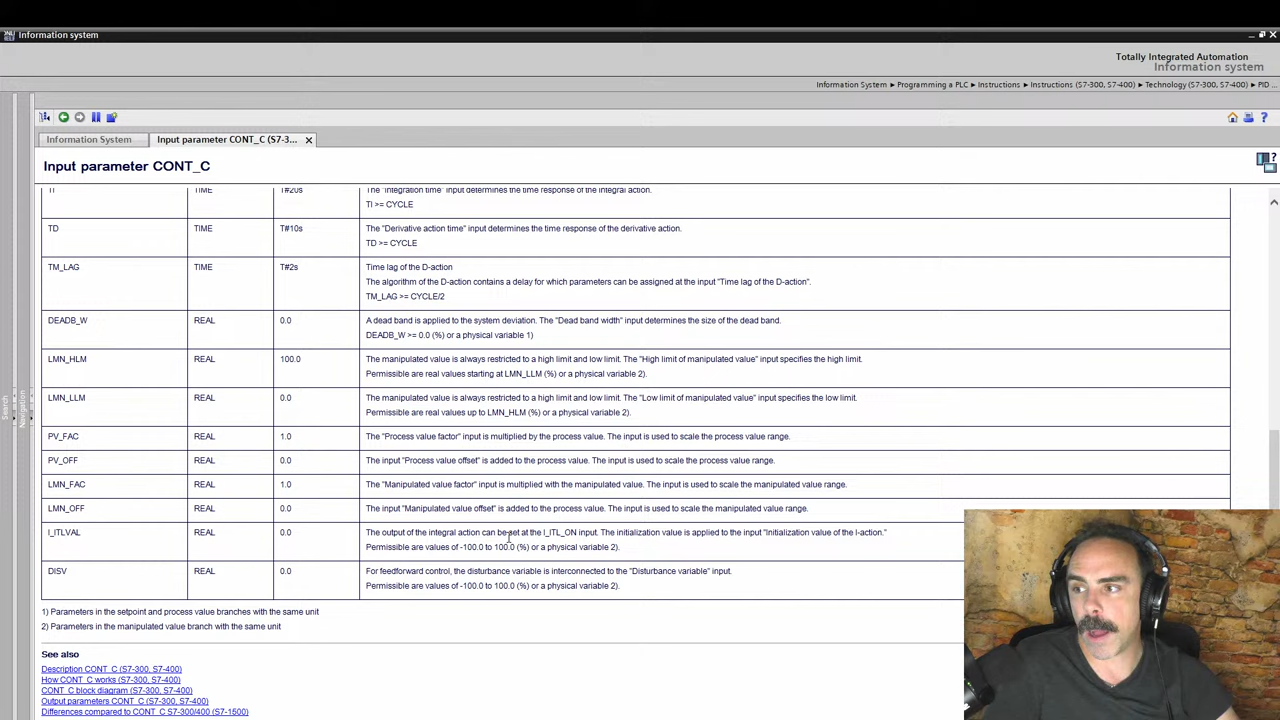 Information system
Totally Integrated Automation
Information system
Information System ▸ Programming a PLC ▸ Instructions ▸ Instructions (S7-300, S7-400) ▸ Technology (S7-300, S7-400) ▸ PID ...
Information System
Input parameter CONT_C (S7-3...
Input parameter CONT_C
TI TIME T#20s The "Integration time" input determines the time response of the integral action.
TI >= CYCLE
TD TIME T#10s The "Derivative action time" input determines the time response of the derivative action.
TD >= CYCLE
TM_LAG TIME T#2s Time lag of the D-action
The algorithm of the D-action contains a delay for which parameters can be assigned at the input "Time lag of the D-action").
TM_LAG >= CYCLE/2
DEADB_W REAL 0.0 A dead band is applied to the system deviation. The "Dead band width" input determines the size of the dead band.
DEADB_W >= 0.0 (%) or a physical variable 1)
LMN_HLM REAL 100.0 The manipulated value is always restricted to a high limit and low limit. The "High limit of manipulated value" input specifies the high limit.
Permissible are real values starting at LMN_LLM (%) or a physical variable 2).
LMN_LLM REAL 0.0 The manipulated value is always restricted to a high limit and low limit. The "Low limit of manipulated value" input specifies the low limit.
Permissible are real values up to LMN_HLM (%) or a physical variable 2).
PV_FAC REAL 1.0 The "Process value factor" input is multiplied by the process value. The input is used to scale the process value range.
PV_OFF REAL 0.0 The input "Process value offset" is added to the process value. The input is used to scale the process value range.
LMN_FAC REAL 1.0 The "Manipulated value factor" input is multiplied with the manipulated value. The input is used to scale the manipulated value range.
LMN_OFF REAL 0.0 The input "Manipulated value offset" is added to the process value. The input is used to scale the manipulated value range.
I_ITLVAL REAL 0.0 The output of the integral action can be set at the I_ITL_ON input. The initialization value is applied to the input "Initialization value of the I-action."
Permissible are values of -100.0 to 100.0 (%) or a physical variable 2).
DISV REAL 0.0 For feedforward control, the disturbance variable is interconnected to the "Disturbance variable" input.
Permissible are values of -100.0 to 100.0 (%) or a physical variable 2).
1) Parameters in the setpoint and process value branches with the same unit
2) Parameters in the manipulated value branch with the same unit
See also
Description CONT_C (S7-300, S7-400)
How CONT_C works (S7-300, S7-400)
CONT_C block diagram (S7-300, S7-400)
Output parameters CONT_C (S7-300, S7-400)
Differences compared to CONT_C S7-300/400 (S7-1500)
Search
Navigation